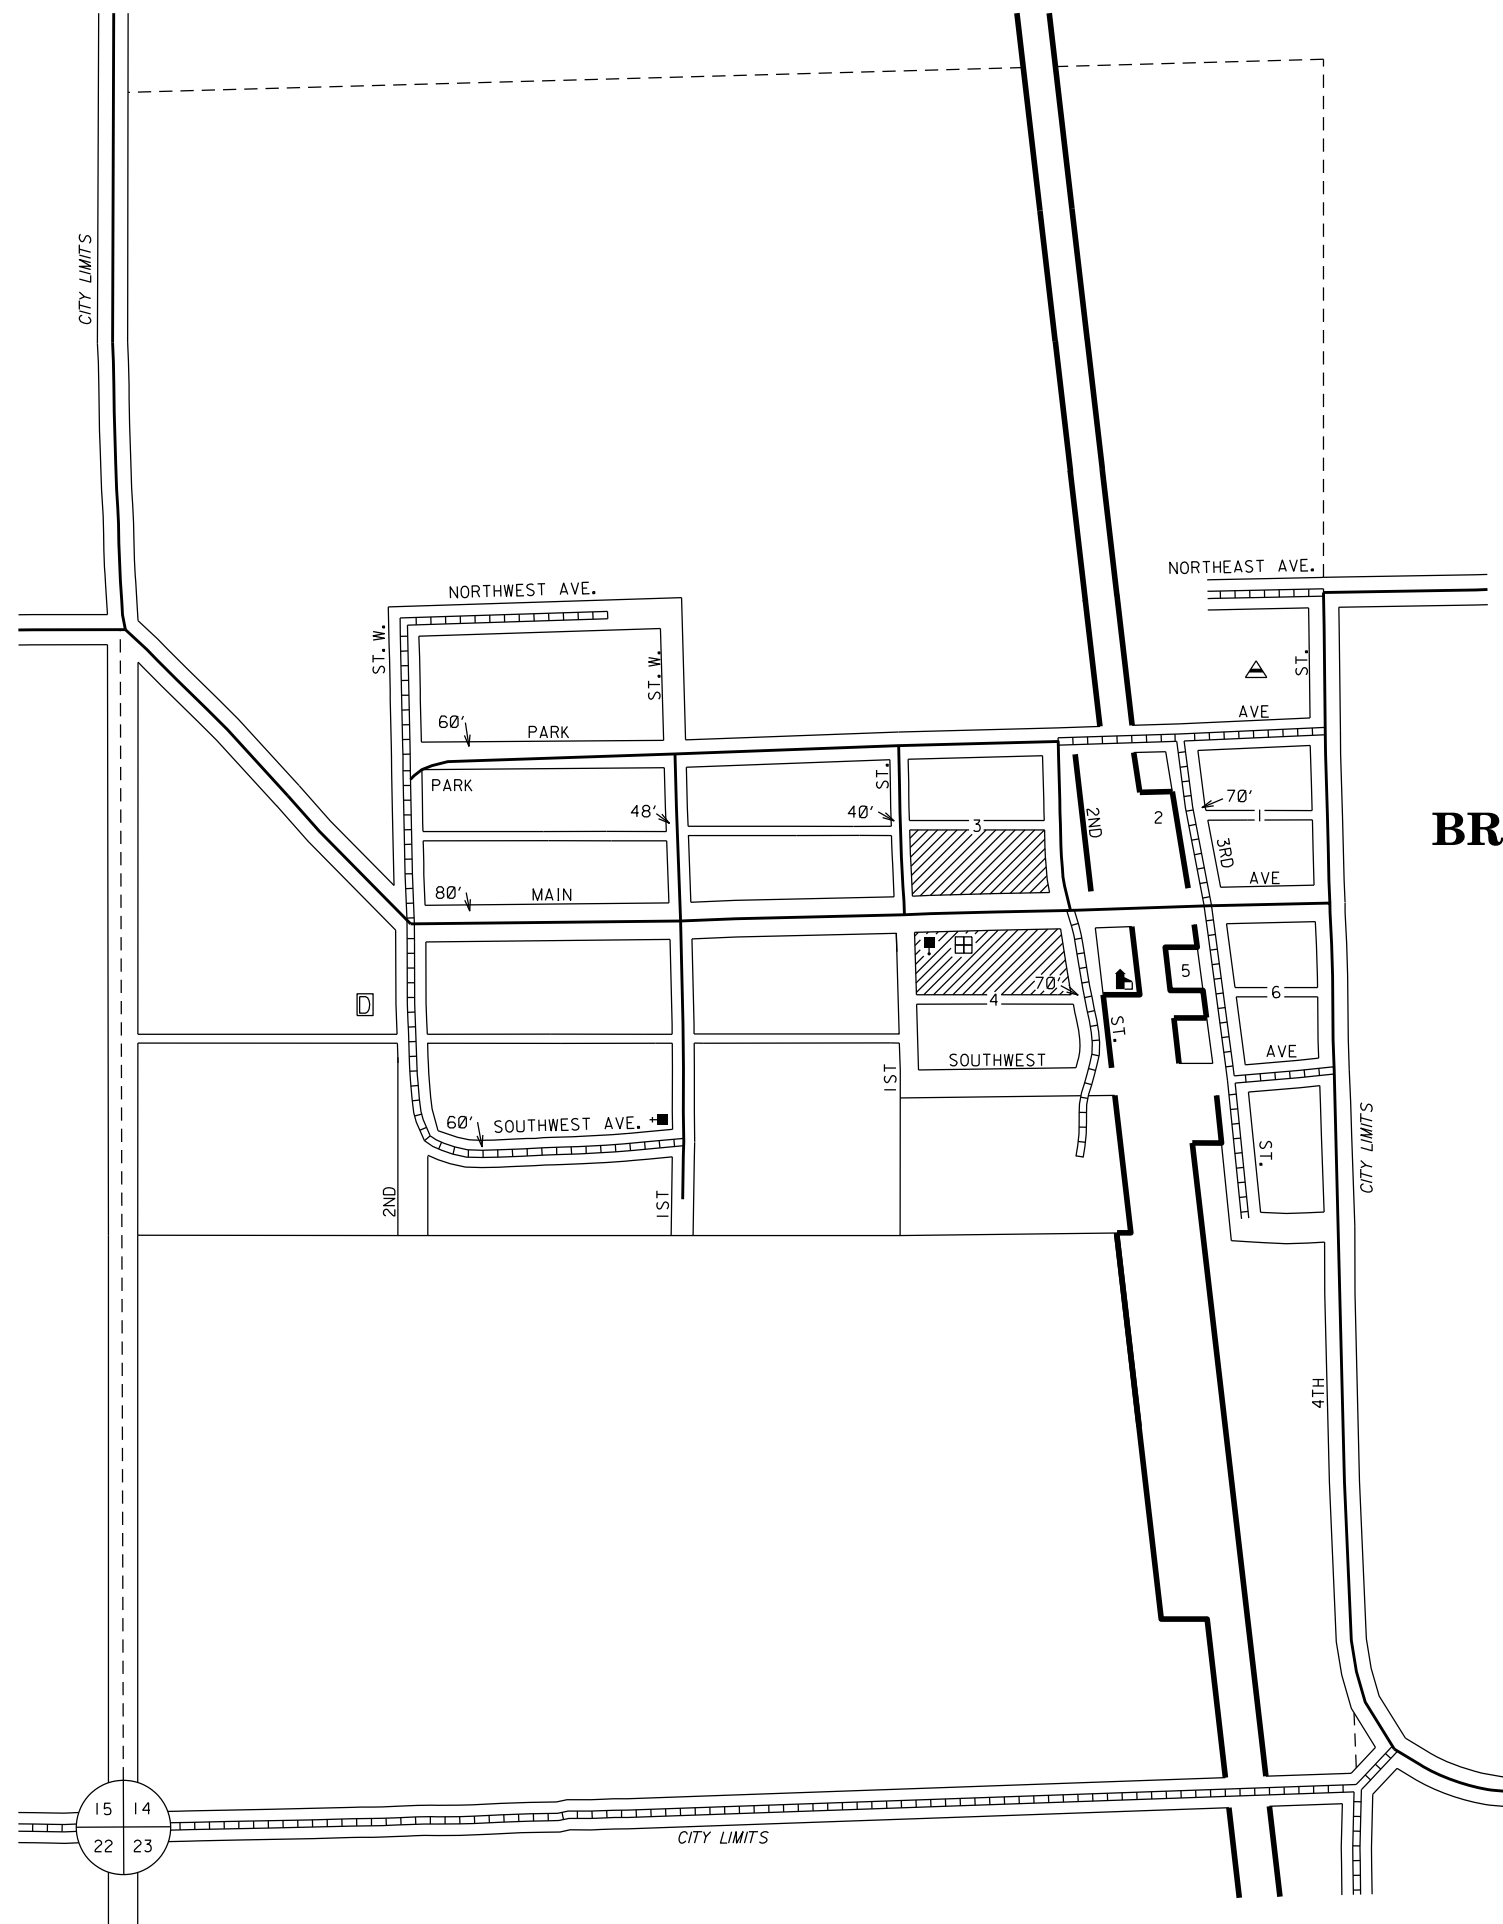 CITY LIMITS
NORTHEAST AVE.
NORTHWEST AVE.
ST. W.
ST. W.
ST.
60'
PARK
AVE
PARK
ST.
48'
40'
3
2ND
2
70'
1
BR
3RD
80'
MAIN
AVE
70'
4
5
6
ST.
SOUTHWEST
AVE
1ST
60'
SOUTHWEST AVE.
ST.
CITY LIMITS
2ND
1ST
4TH
15 14
22 23
CITY LIMITS
D